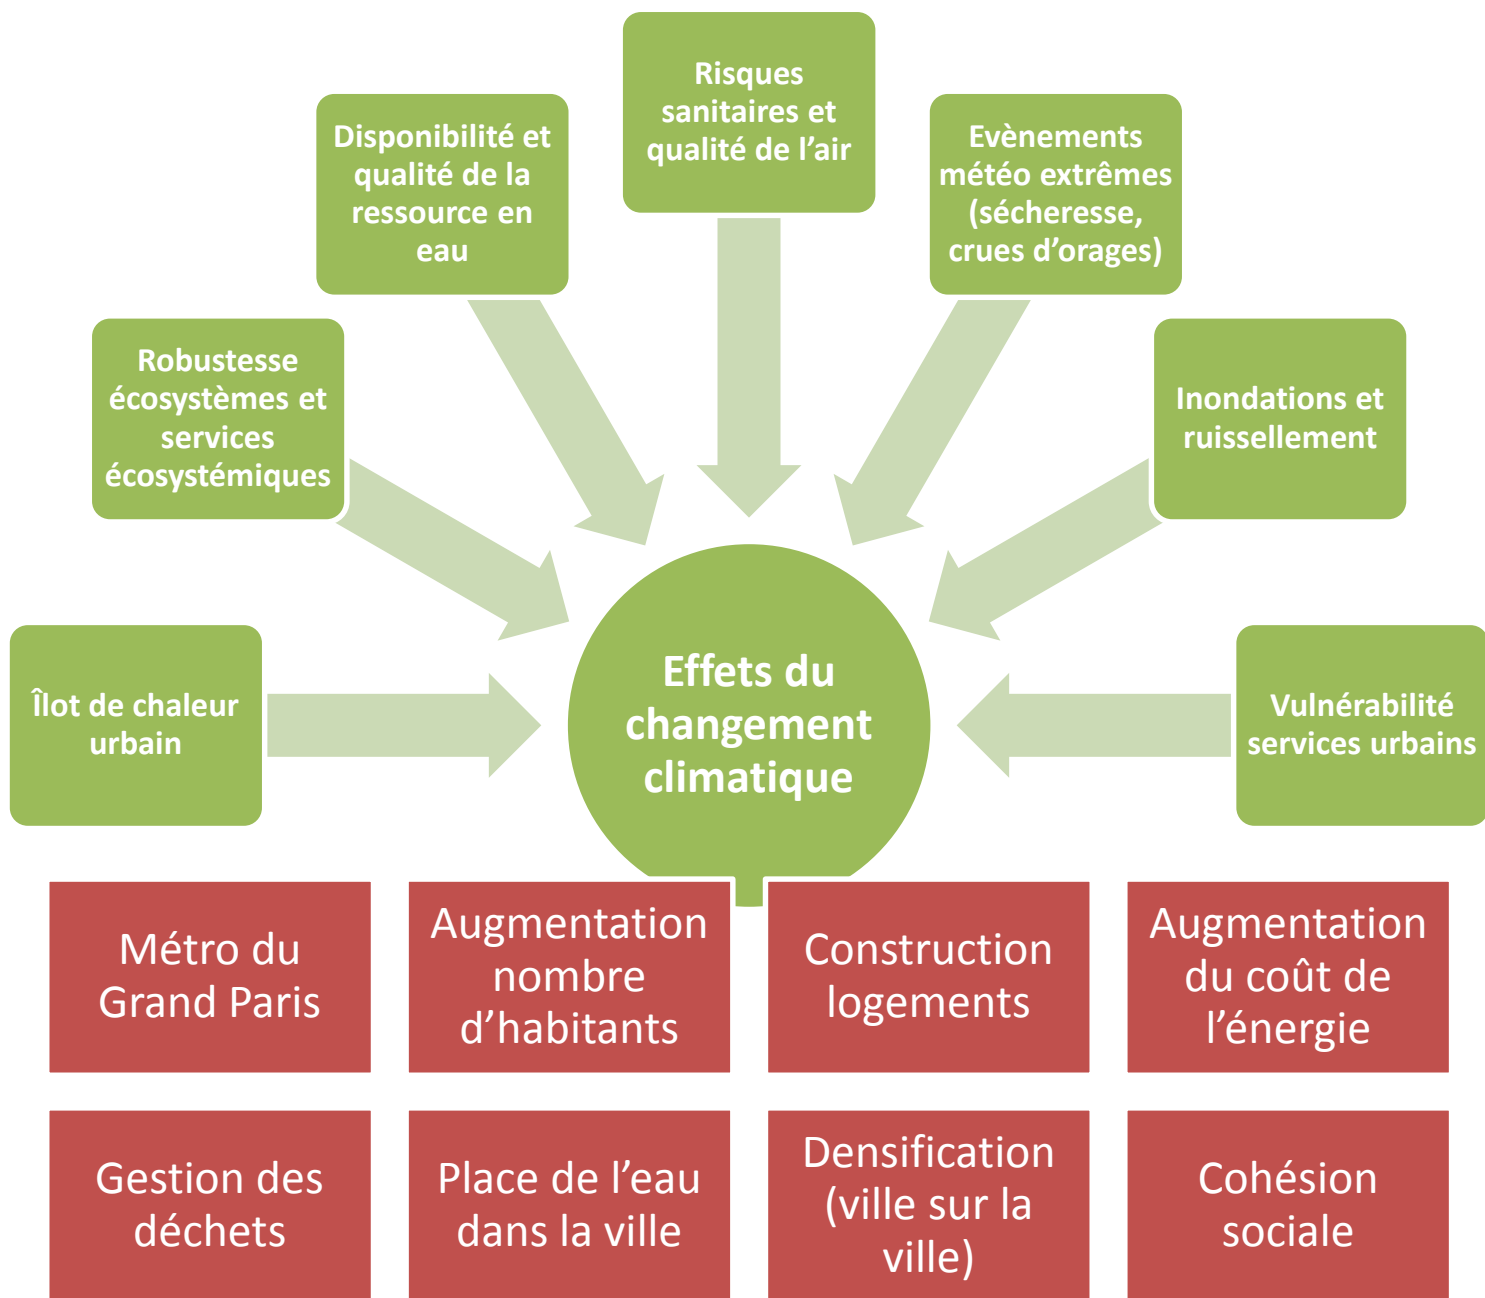 Risques
sanitaires et
qualité de l’air
Disponibilité et
qualité de la
ressource en
eau
Evènements
météo extrêmes
(sécheresse,
crues d’orages)
Robustesse
écosystèmes et
services
écosystémiques
Inondations et
ruissellement
Îlot de chaleur
urbain
Effets du
changement
climatique
Vulnérabilité
services urbains
Métro du
Grand Paris
Augmentation
nombre
d’habitants
Construction
logements
Augmentation
du coût de
l’énergie
Gestion des
déchets
Place de l’eau
dans la ville
Densification
(ville sur la
ville)
Cohésion
sociale